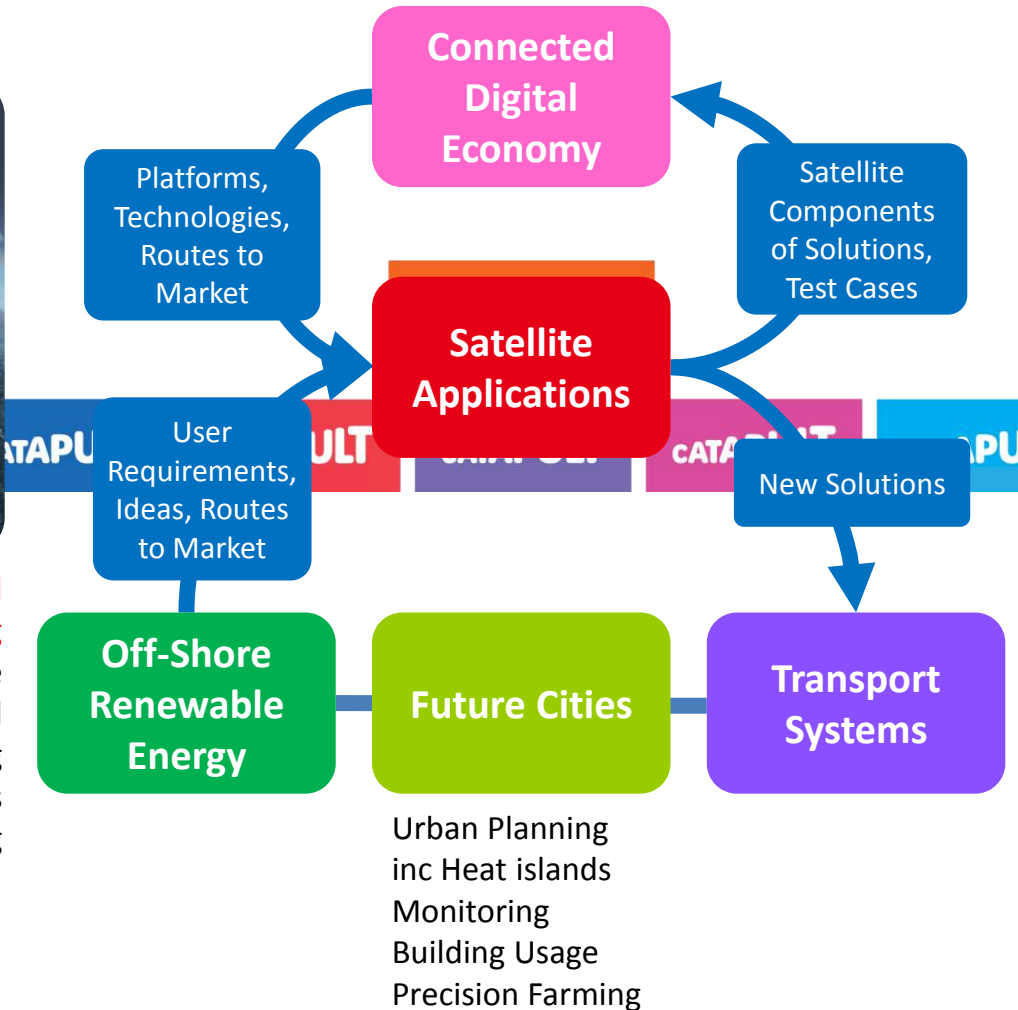 Connected
Digital
Economy
Platforms,
Technologies,
Routes to
Market
Satellite
Components
of Solutions,
Test Cases
Satellite
Applications
User
Requirements,
Ideas, Routes
to Market
CATAPULT
New Solutions
Off-Shore
Renewable
Energy
Future Cities
Transport
Systems
Urban Planning
inc Heat islands
Monitoring
Building Usage
Precision Farming